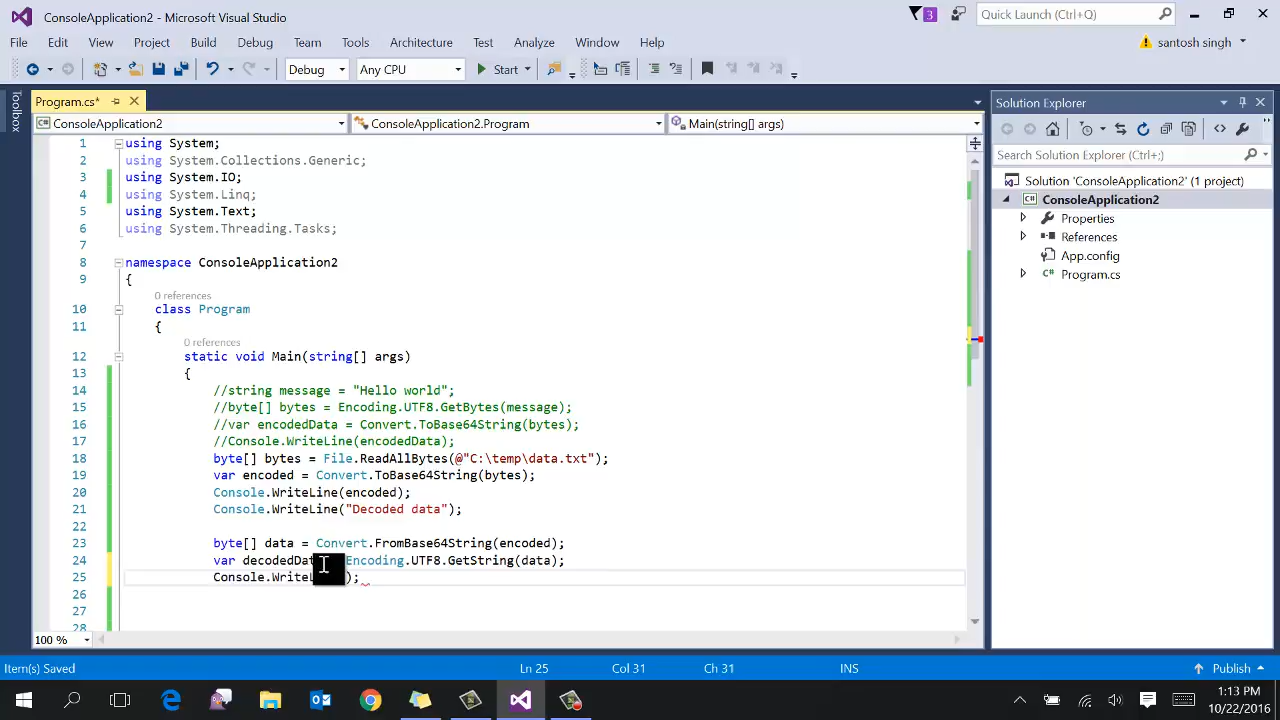 ConsoleApplication2 - Microsoft Visual Studio
3
Quick Launch (Ctrl+Q)
File Edit View Project Build Debug Team Tools Architecture Test Analyze Window Help
santosh singh
Debug Any CPU Start
Toolbox
Program.cs*
Solution Explorer
ConsoleApplication2 ConsoleApplication2.Program Main(string[] args)
Search Solution Explorer (Ctrl+;)
Solution 'ConsoleApplication2' (1 project)
ConsoleApplication2
Properties
References
App.config
Program.cs
1 using System;
2 using System.Collections.Generic;
3 using System.IO;
4 using System.Linq;
5 using System.Text;
6 using System.Threading.Tasks;
7
8 namespace ConsoleApplication2
9 {
0 references
10 class Program
11 {
0 references
12 static void Main(string[] args)
13 {
14 //string message = "Hello world";
15 //byte[] bytes = Encoding.UTF8.GetBytes(message);
16 //var encodedData = Convert.ToBase64String(bytes);
17 //Console.WriteLine(encodedData);
18 byte[] bytes = File.ReadAllBytes(@"C:\temp\data.txt");
19 var encoded = Convert.ToBase64String(bytes);
20 Console.WriteLine(encoded);
21 Console.WriteLine("Decoded data");
22
23 byte[] data = Convert.FromBase64String(encoded);
24 var decodedDat Encoding.UTF8.GetString(data);
25 Console.WriteL );
26
27
28
100 %
Item(s) Saved Ln 25 Col 31 Ch 31 INS Publish
1:13 PM
10/22/2016